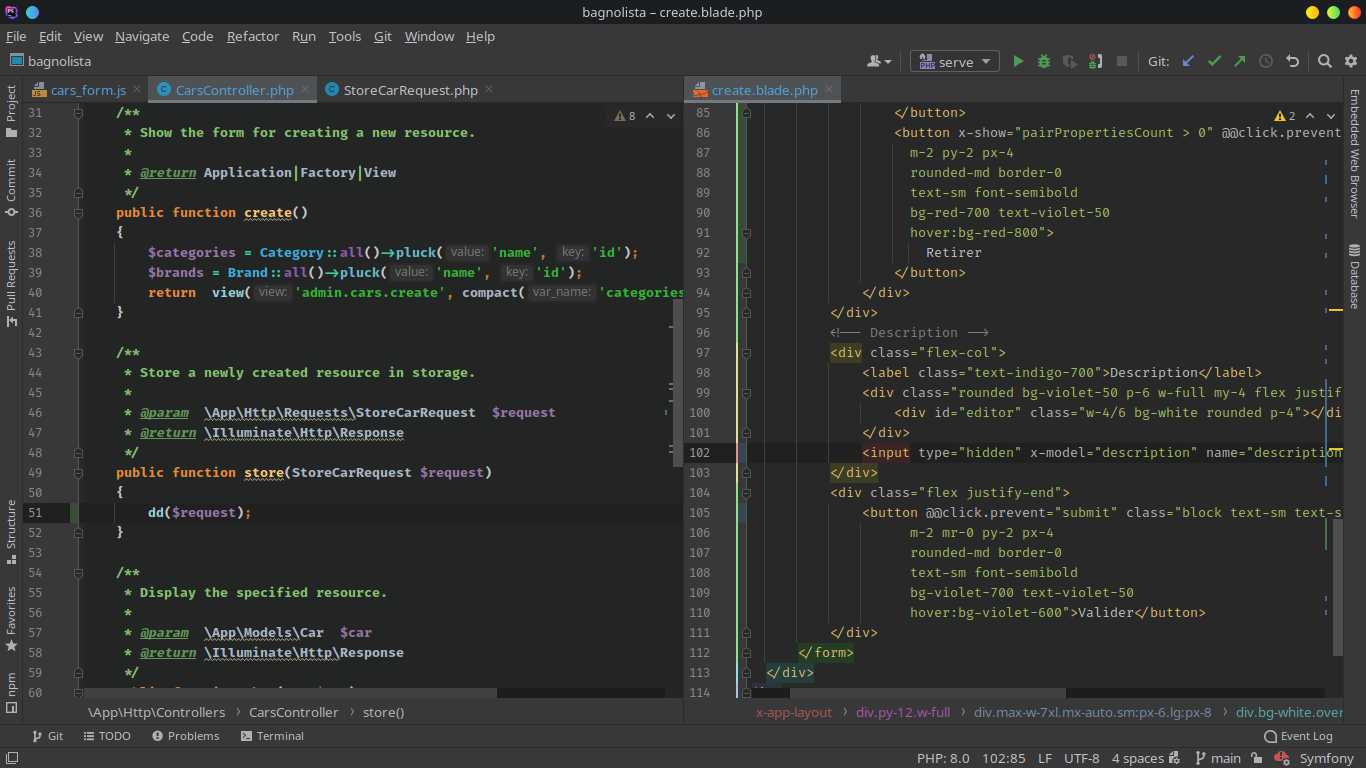 bagnolista – create.blade.php
File Edit View Navigate Code Refactor Run Tools Git Window Help
bagnolista
serve
Git:
Project
Commit
Pull Requests
Structure
Favorites
npm
cars_form.js CarsController.php StoreCarRequest.php
8
31 /**
32 * Show the form for creating a new resource.
33 *
34 * @return Application|Factory|View
35 */
36 public function create()
37 {
38 $categories = Category::all()->pluck( value: 'name', key: 'id');
39 $brands = Brand::all()->pluck( value: 'name', key: 'id');
40 return view( view: 'admin.cars.create', compact( var_name: 'categories
41 }
42
43 /**
44 * Store a newly created resource in storage.
45 *
46 * @param \App\Http\Requests\StoreCarRequest $request
47 * @return \Illuminate\Http\Response
48 */
49 public function store(StoreCarRequest $request)
50 {
51 dd($request);
52 }
53
54 /**
55 * Display the specified resource.
56 *
57 * @param \App\Models\Car $car
58 * @return \Illuminate\Http\Response
59 */
60
\App\Http\Controllers › CarsController › store()
create.blade.php
2
85 </button>
86 <button x-show="pairPropertiesCount > 0" @@click.prevent
87 m-2 py-2 px-4
88 rounded-md border-0
89 text-sm font-semibold
90 bg-red-700 text-violet-50
91 hover:bg-red-800">
92 Retirer
93 </button>
94 </div>
95 </div>
96 <!-- Description -->
97 <div class="flex-col">
98 <label class="text-indigo-700">Description</label>
99 <div class="rounded bg-violet-50 p-6 w-full my-4 flex justif
100 <div id="editor" class="w-4/6 bg-white rounded p-4"></di
101 </div>
102 <input type="hidden" x-model="description" name="description
103 </div>
104 <div class="flex justify-end">
105 <button @@click.prevent="submit" class="block text-sm text-s
106 m-2 mr-0 py-2 px-4
107 rounded-md border-0
108 text-sm font-semibold
109 bg-violet-700 text-violet-50
110 hover:bg-violet-600">Valider</button>
111 </div>
112 </form>
113 </div>
114
x-app-layout › div.py-12.w-full › div.max-w-7xl.mx-auto.sm:px-6.lg:px-8 › div.bg-white.over
Embedded Web Browser
Database
Git TODO Problems Terminal Event Log
PHP: 8.0 102:85 LF UTF-8 4 spaces main Symfony